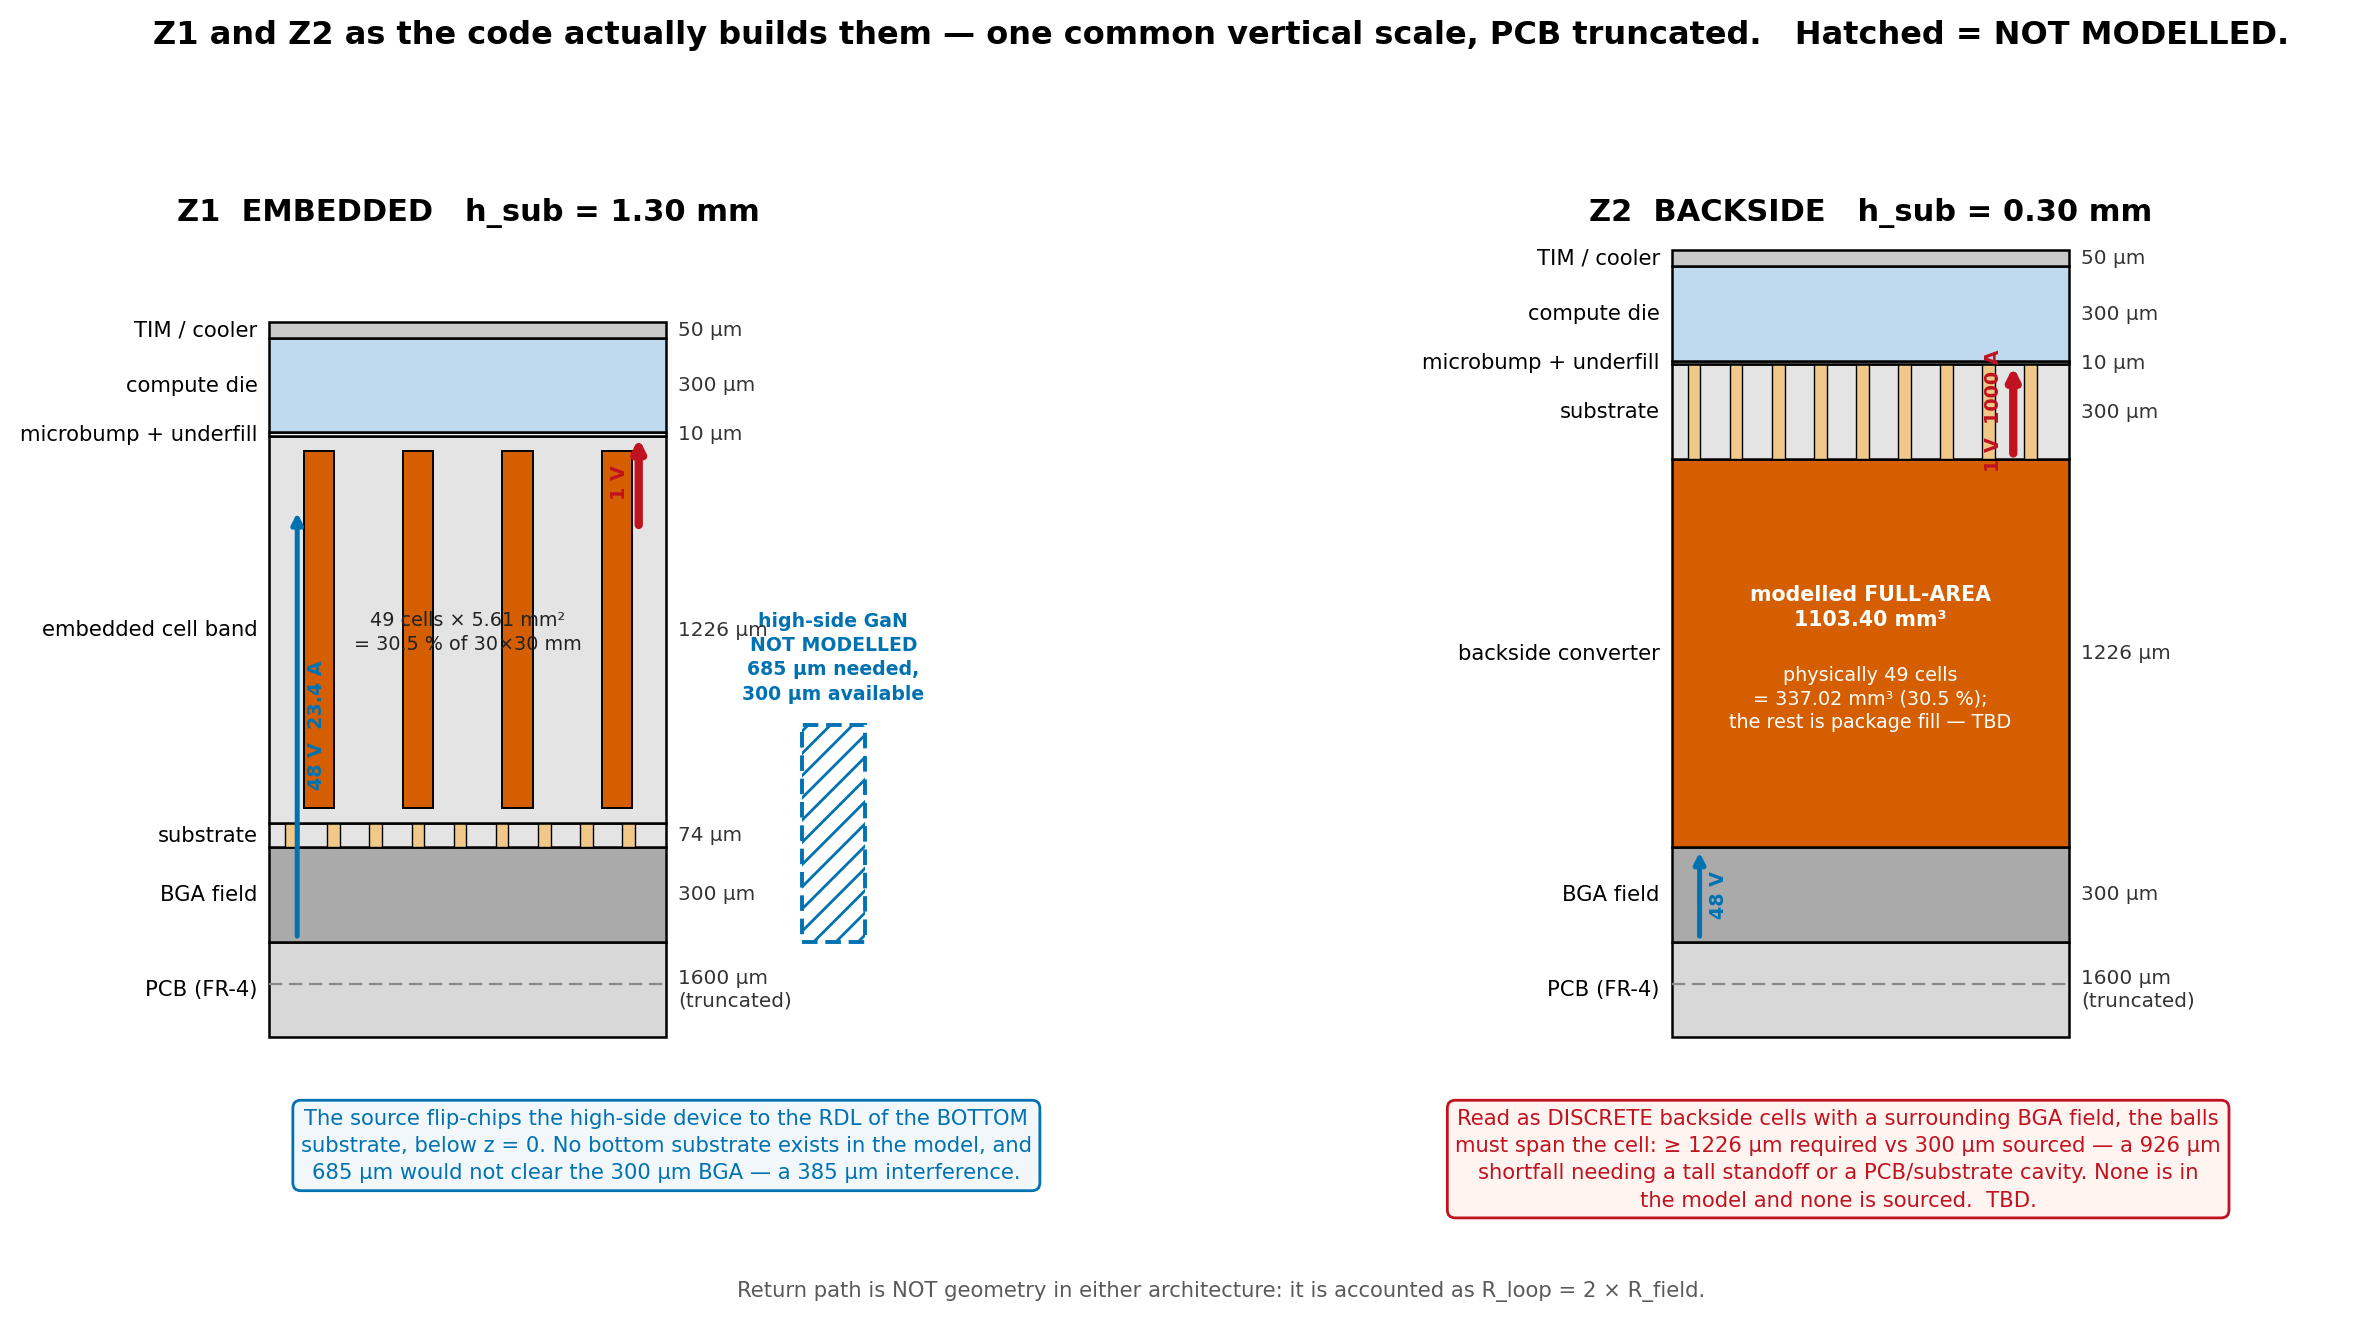 Z1 and Z2 as the code actually builds them — one common vertical scale, PCB truncated.   Hatched = NOT MODELLED.
Z1  EMBEDDED   h_sub = 1.30 mm
TIM / cooler
50 µm
compute die
300 µm
microbump + underfill
10 µm
1 V
embedded cell band
49 cells × 5.61 mm²
= 30.5 % of 30×30 mm
1226 µm
48 V  23.4 A
high-side GaN
NOT MODELLED
685 µm needed,
300 µm available
substrate
74 µm
BGA field
300 µm
PCB (FR-4)
1600 µm
(truncated)
The source flip-chips the high-side device to the RDL of the BOTTOM
substrate, below z = 0. No bottom substrate exists in the model, and
685 µm would not clear the 300 µm BGA — a 385 µm interference.
Z2  BACKSIDE   h_sub = 0.30 mm
TIM / cooler
50 µm
compute die
300 µm
microbump + underfill
10 µm
substrate
300 µm
1 V  1000 A
modelled FULL-AREA
1103.40 mm³
backside converter
1226 µm
physically 49 cells
= 337.02 mm³ (30.5 %);
the rest is package fill — TBD
BGA field
48 V
300 µm
PCB (FR-4)
1600 µm
(truncated)
Read as DISCRETE backside cells with a surrounding BGA field, the balls
must span the cell: ≥ 1226 µm required vs 300 µm sourced — a 926 µm
shortfall needing a tall standoff or a PCB/substrate cavity. None is in
the model and none is sourced.  TBD.
Return path is NOT geometry in either architecture: it is accounted as R_loop = 2 × R_field.